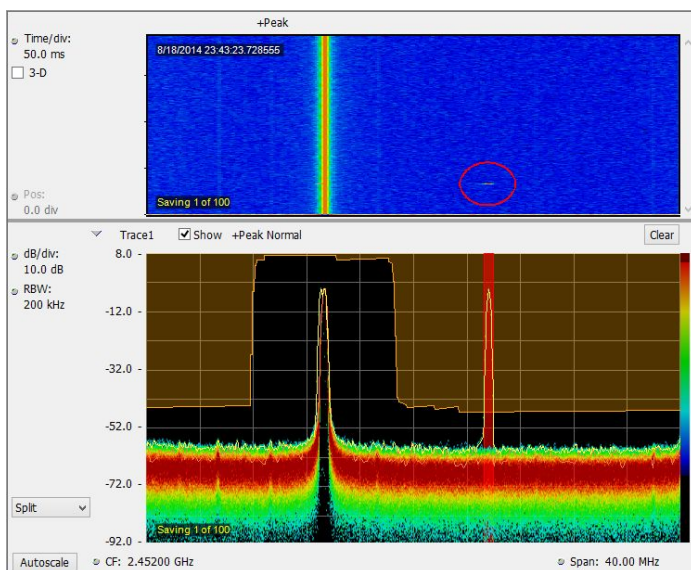 +Peak
Time/div:
50.0 ms
8/18/2014 23:43:23.728555
3-D
Pos:
0.0 div
Saving 1 of 100
Trace1 Show +Peak Normal Clear
dB/div:
10.0 dB
8.0
RBW:
200 kHz
-12.0
-32.0
-52.0
-72.0
Split
-92.0
Saving 1 of 100
Autoscale CF: 2.45200 GHz Span: 40.00 MHz